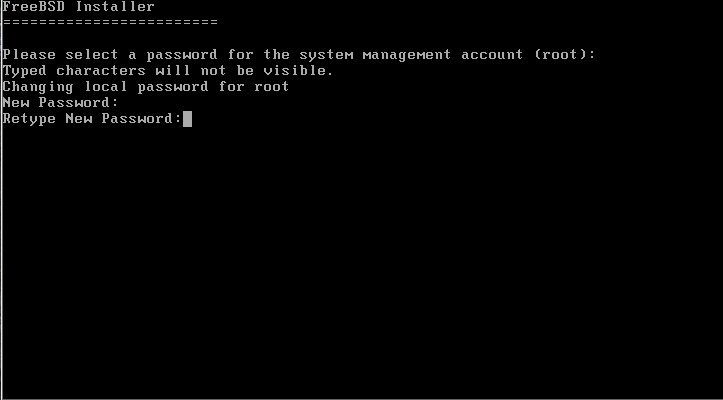 FreeBSD Installer
========================
Please select a password for the system management account (root):
Typed characters will not be visible.
Changing local password for root
New Password:
Retype New Password: